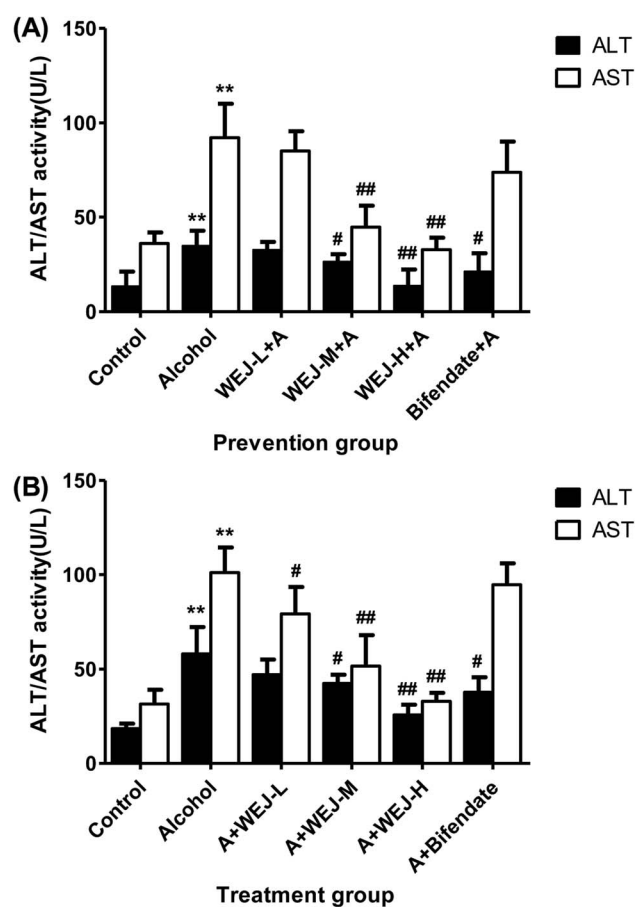 (A)
150
100
50
0
ALT/AST activity(U/L)
ALT
AST
**
**
#
##
##
##
#
Control
Alcohol
WEJ-L+A
WEJ-M+A
WEJ-H+A
Bifendate+A
Prevention group
(B)
150
100
50
0
ALT/AST activity(U/L)
ALT
AST
**
**
#
#
##
##
##
#
Control
Alcohol
A+WEJ-L
A+WEJ-M
A+WEJ-H
A+Bifendate
Treatment group